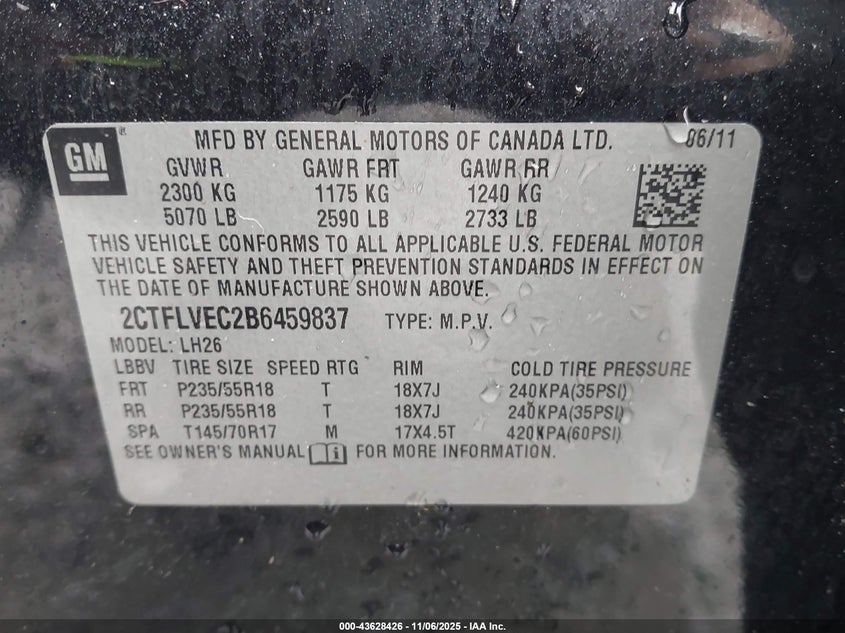 GM
MFD BY GENERAL MOTORS OF CANADA LTD. 06/11
GVWR GAWR FRT GAWR RR
2300 KG 1175 KG 1240 KG
5070 LB 2590 LB 2733 LB
THIS VEHICLE CONFORMS TO ALL APPLICABLE U.S. FEDERAL MOTOR
VEHICLE SAFETY AND THEFT PREVENTION STANDARDS IN EFFECT ON
THE DATE OF MANUFACTURE SHOWN ABOVE.
2CTFLVEC2B6459837 TYPE: M.P.V.
MODEL: LH26
LBBV TIRE SIZE SPEED RTG RIM COLD TIRE PRESSURE
FRT P235/55R18 T 18X7J 240KPA(35PSI)
RR P235/55R18 T 18X7J 240KPA(35PSI)
SPA T145/70R17 M 17X4.5T 420KPA(60PSI)
SEE OWNER'S MANUAL i FOR MORE INFORMATION.
000-43628426 - 11/06/2025 - IAA Inc.